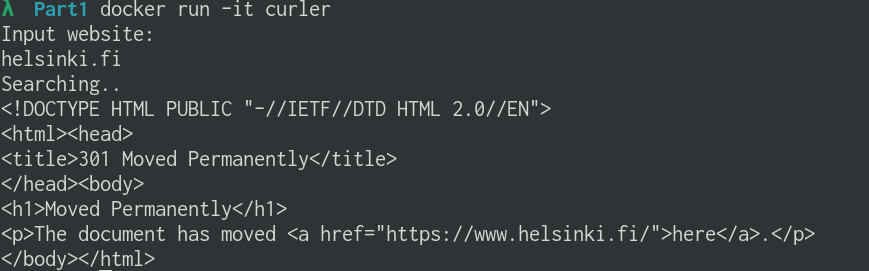 λ Part1 docker run -it curler
Input website:
helsinki.fi
Searching..
<!DOCTYPE HTML PUBLIC "-//IETF//DTD HTML 2.0//EN">
<html><head>
<title>301 Moved Permanently</title>
</head><body>
<h1>Moved Permanently</h1>
<p>The document has moved <a href="https://www.helsinki.fi/">here</a>.</p>
</body></html>